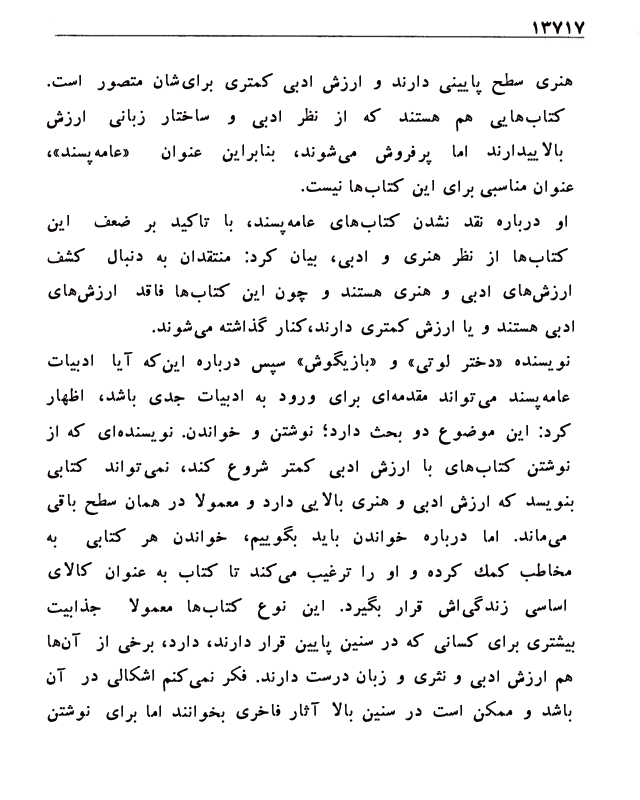 ۱۳۷۱۷
هنری سطح پایینی دارند و ارزش ادبی کمتری برای‌شان متصور است.
کتاب‌هایی هم هستند که از نظر ادبی و ساختار زبانی ارزش
بالاییدارند اما پرفروش می‌شوند، بنابراین عنوان «عامه‌پسند»،
عنوان مناسبی برای این کتاب‌ها نیست.
او درباره نقد نشدن کتاب‌های عامه‌پسند، با تاکید بر ضعف این
کتاب‌ها از نظر هنری و ادبی، بیان کرد: منتقدان به دنبال کشف
ارزش‌های ادبی و هنری هستند و چون این کتاب‌ها فاقد ارزش‌های
ادبی هستند و یا ارزش کمتری دارند،کنار گذاشته می‌شوند.
نویسنده «دختر لوتی» و «بازیگوش» سپس درباره این‌که آیا ادبیات
عامه‌پسند می‌تواند مقدمه‌ای برای ورود به ادبیات جدی باشد، اظهار
کرد: این موضوع دو بحث دارد؛ نوشتن و خواندن. نویسنده‌ای که از
نوشتن کتاب‌های با ارزش ادبی کمتر شروع کند، نمی‌تواند کتابی
بنویسد که ارزش ادبی و هنری بالایی دارد و معمولا در همان سطح باقی
می‌ماند. اما درباره خواندن باید بگوییم، خواندن هر کتابی به
مخاطب کمك کرده و او را ترغیب می‌کند تا کتاب به عنوان کالای
اساسی زندگی‌اش قرار بگیرد. این نوع کتاب‌ها معمولا جذابیت
بیشتری برای کسانی که در سنین پایین قرار دارند، دارد، برخی از آن‌ها
هم ارزش ادبی و نثری و زبان درست دارند. فکر نمی‌کنم اشکالی در آن
باشد و ممکن است در سنین بالا آثار فاخری بخوانند اما برای نوشتن